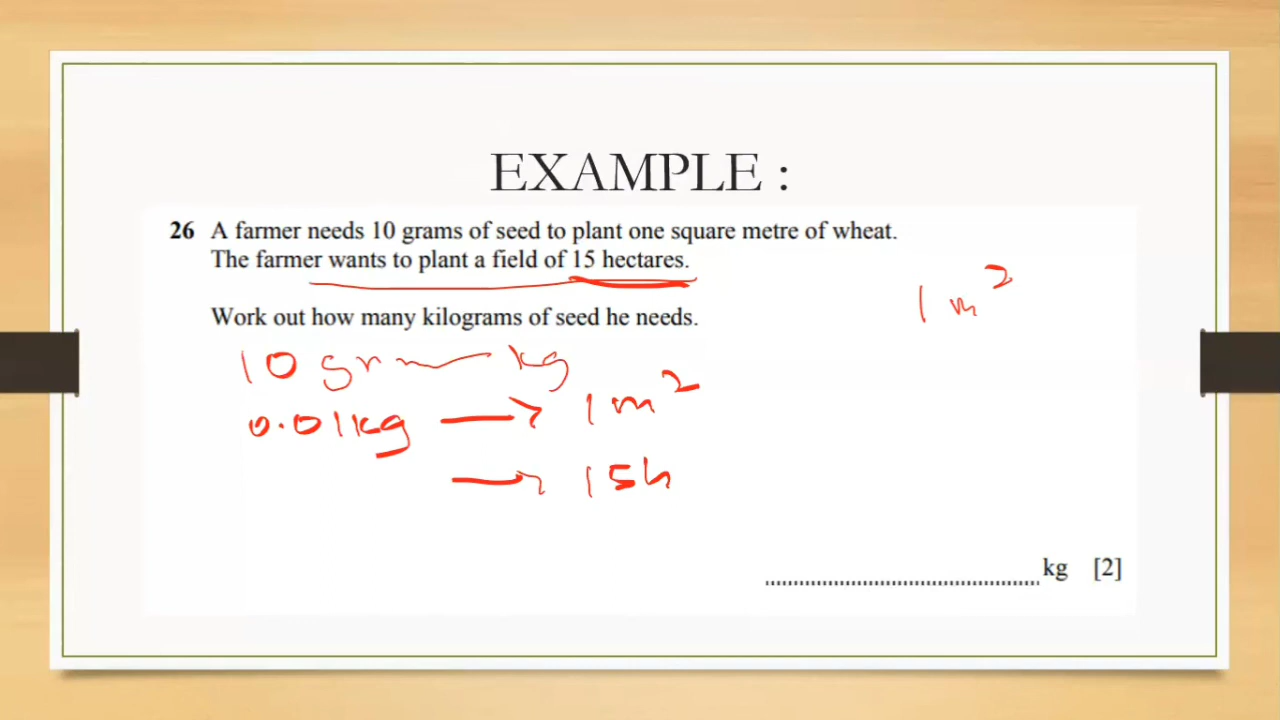 EXAMPLE :
26 A farmer needs 10 grams of seed to plant one square metre of wheat.
The farmer wants to plant a field of 15 hectares.
1 m²
Work out how many kilograms of seed he needs.
10 grm kg
0.01kg → 1 m²
→ 15h
kg [2]